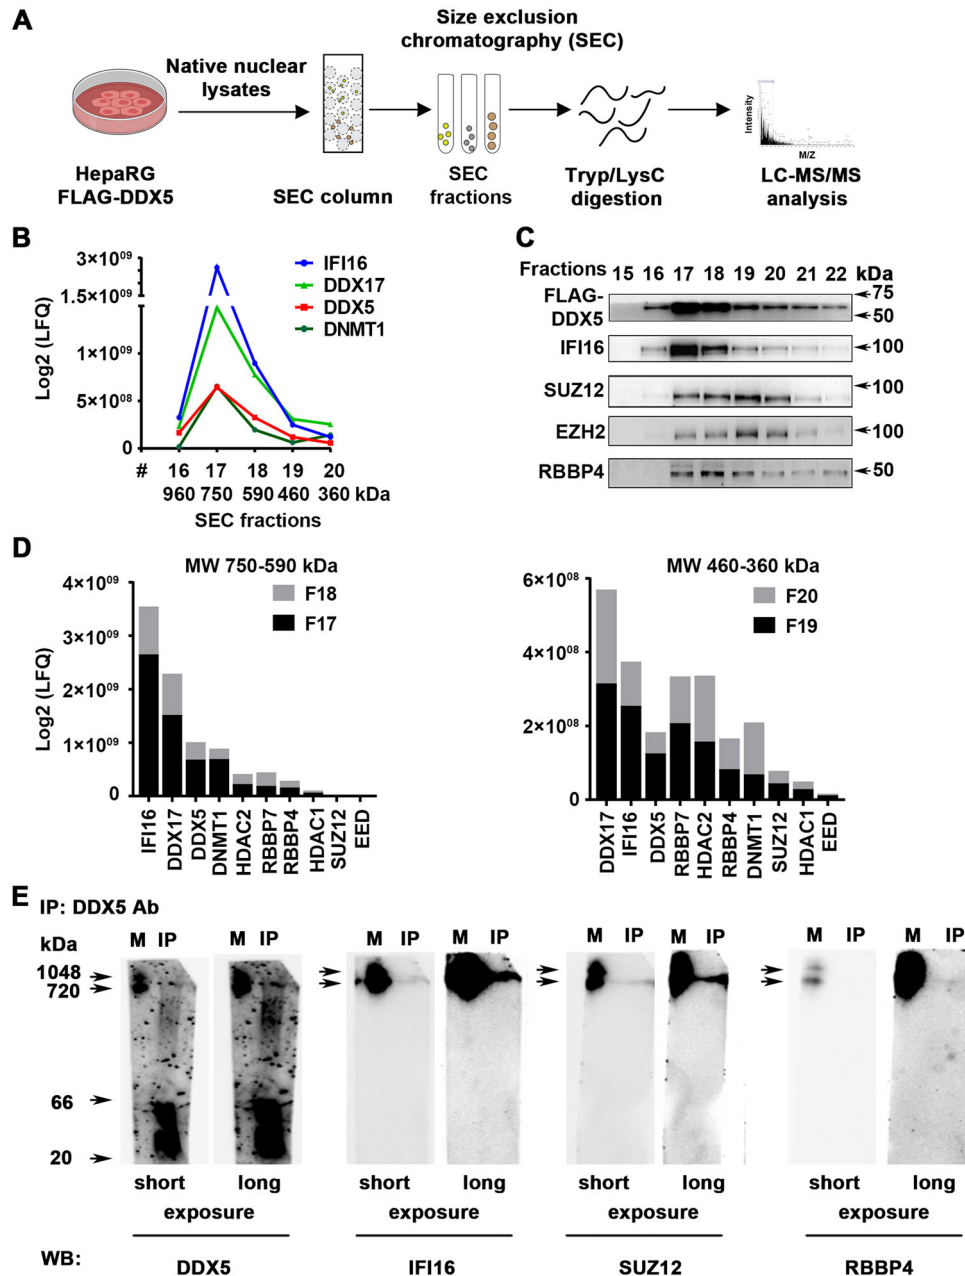 A
Size exclusion
chromatography (SEC)
Native nuclear
lysates
Intensity
M/Z
HepaRG
FLAG-DDX5
SEC column
SEC
fractions
Tryp/LysC
digestion
LC-MS/MS
analysis
B
Log2 (LFQ)
3×10⁰⁹
1.5×10⁰⁹
1×10⁰⁹
5×10⁰⁸
0
IFI16
DDX17
DDX5
DNMT1
# 16 17 18 19 20
960 750 590 460 360 kDa
SEC fractions
C
Fractions 15 16 17 18 19 20 21 22 kDa
FLAG-
DDX5
75
50
IFI16
100
SUZ12
100
EZH2
100
RBBP4
50
D
MW 750-590 kDa
F18
F17
Log2 (LFQ)
4×10⁰⁹
3×10⁰⁹
2×10⁰⁹
1×10⁰⁹
0
IFI16
DDX17
DDX5
DNMT1
HDAC2
RBBP7
RBBP4
HDAC1
SUZ12
EED
MW 460-360 kDa
F20
F19
6×10⁰⁸
4×10⁰⁸
2×10⁰⁸
0
DDX17
IFI16
DDX5
RBBP7
HDAC2
RBBP4
DNMT1
SUZ12
HDAC1
EED
E
IP: DDX5 Ab
kDa
M IP M IP M IP M IP M IP M IP M IP M IP
1048
720
66
20
short long short long short long short long
exposure exposure exposure exposure
WB:
DDX5 IFI16 SUZ12 RBBP4